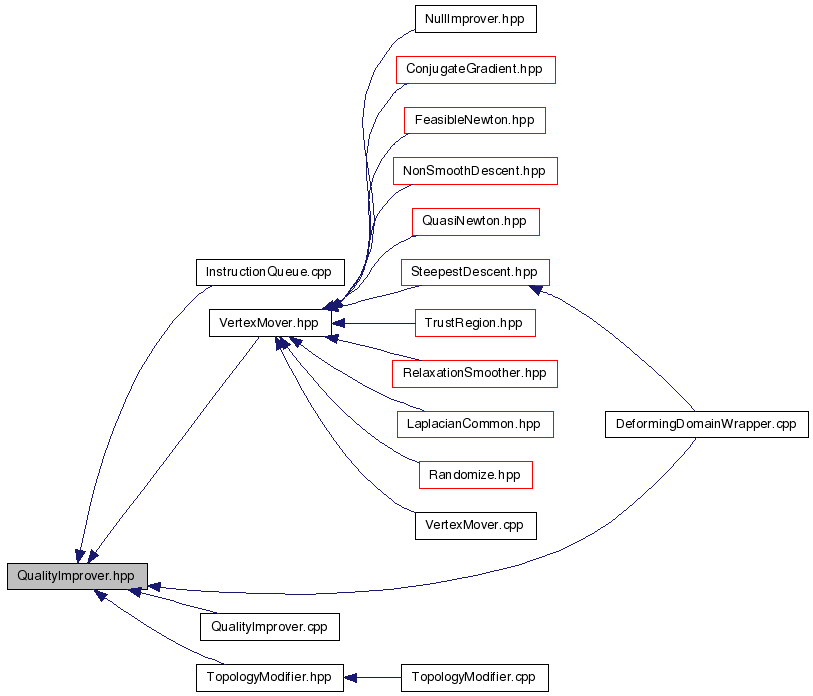 NullImprover.hpp
ConjugateGradient.hpp
FeasibleNewton.hpp
NonSmoothDescent.hpp
QuasiNewton.hpp
InstructionQueue.cpp
SteepestDescent.hpp
VertexMover.hpp
TrustRegion.hpp
RelaxationSmoother.hpp
LaplacianCommon.hpp
DeformingDomainWrapper.cpp
Randomize.hpp
VertexMover.cpp
QualityImprover.hpp
QualityImprover.cpp
TopologyModifier.hpp
TopologyModifier.cpp